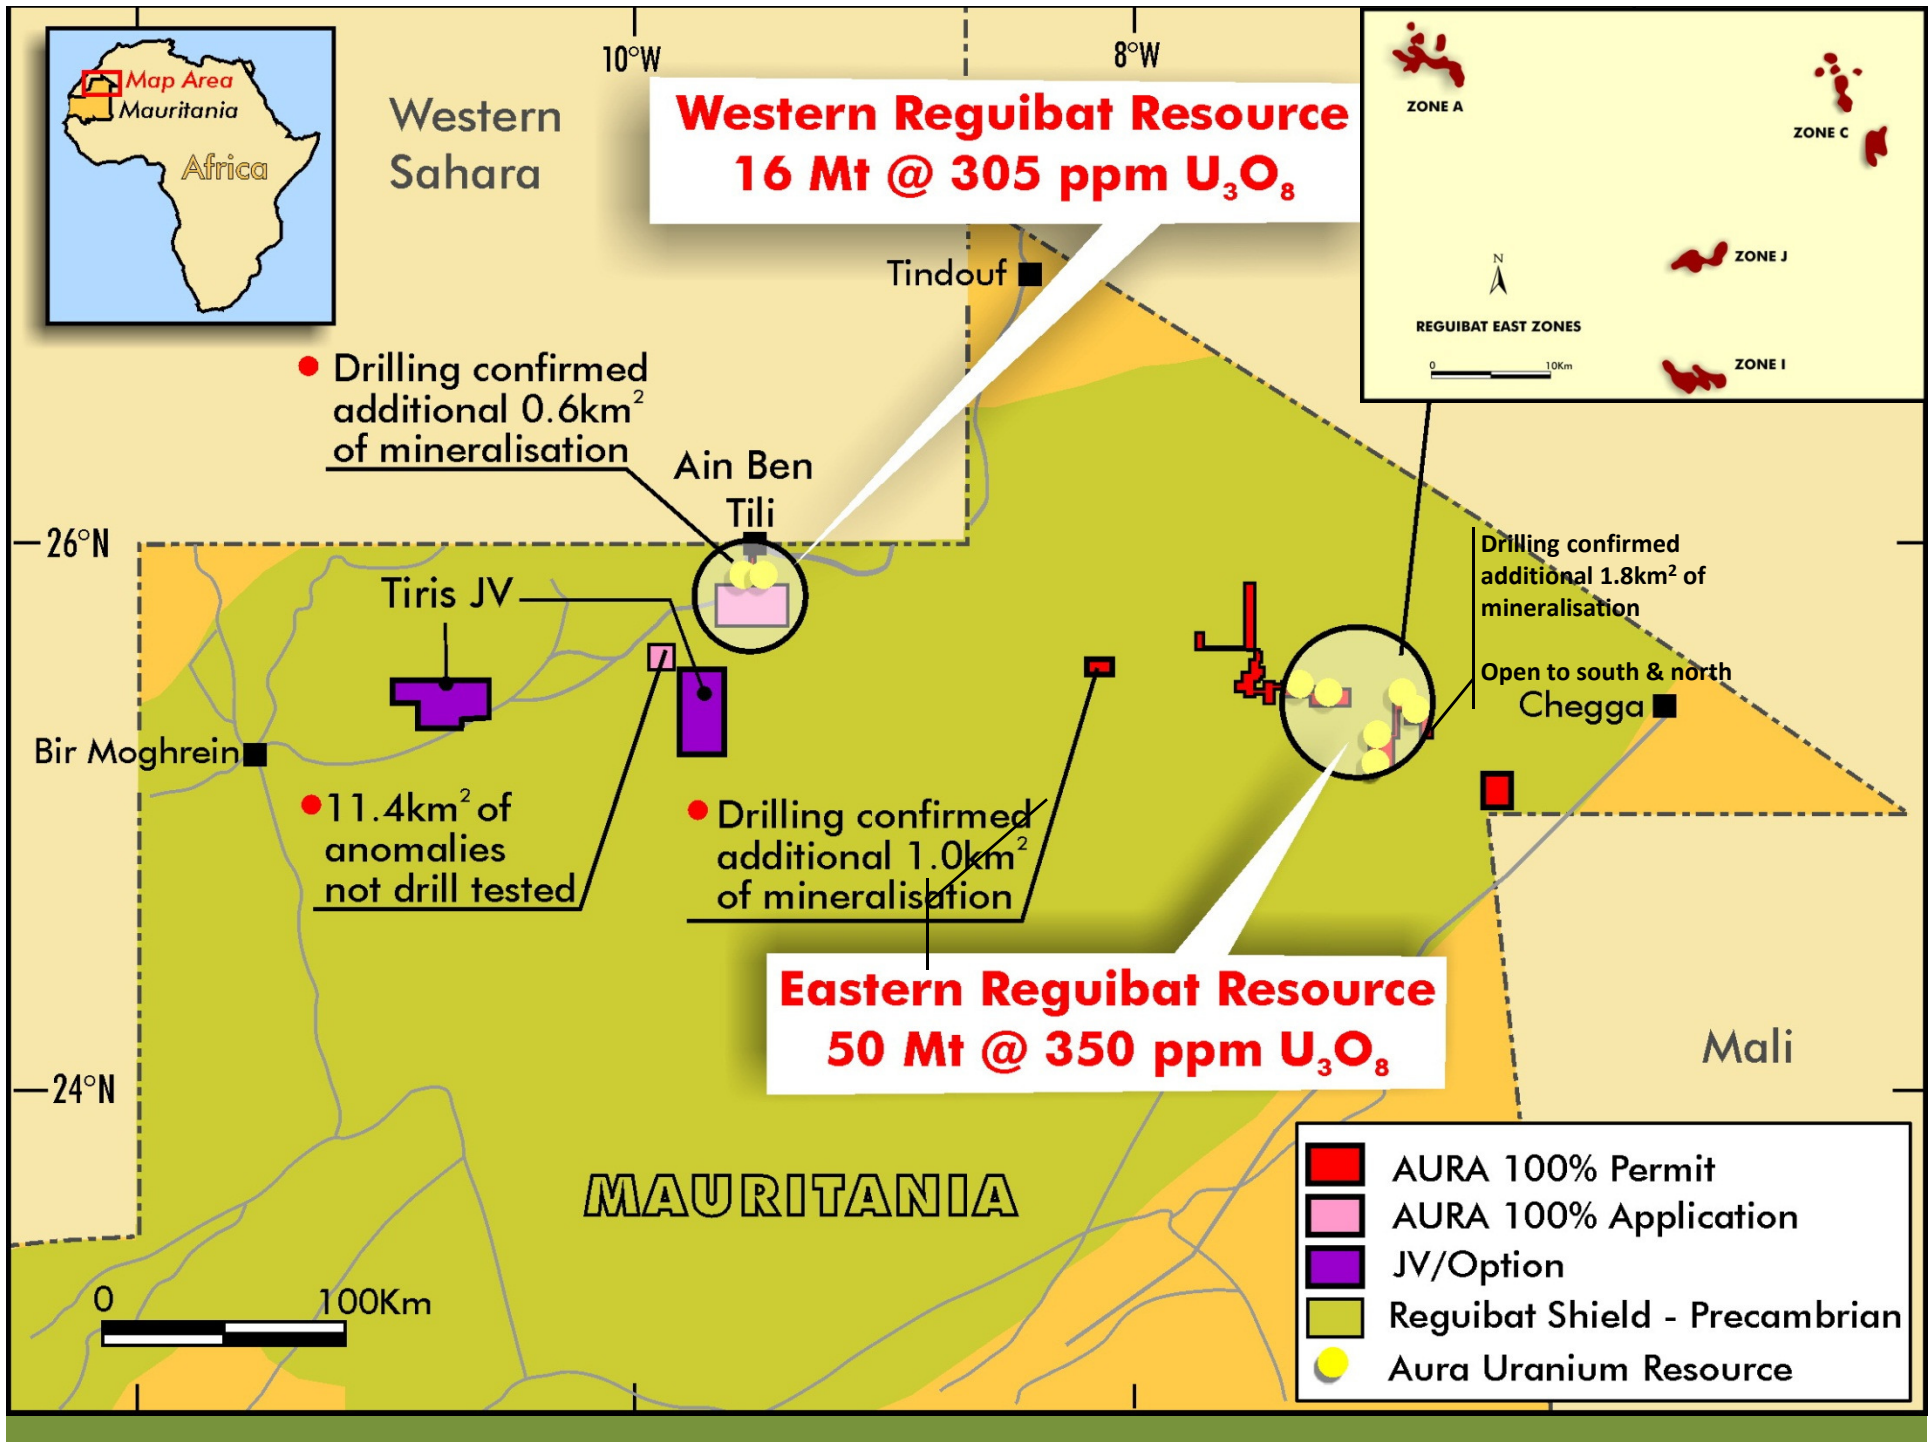 10°W
8°W
Map Area
Mauritania
Africa
Western
Sahara
Western Reguibat Resource
16 Mt @ 305 ppm U₃O₈
ZONE A
ZONE C
ZONE J
N
REGUIBAT EAST ZONES
0 10Km
ZONE I
Tindouf
Drilling confirmed
additional 0.6km²
of mineralisation
Ain Ben
Tili
26°N
Tiris JV
Drilling confirmed
additional 1.8km² of
mineralisation
Open to south & north
Chegga
Bir Moghrein
11.4km² of
anomalies
not drill tested
Drilling confirmed
additional 1.0km²
of mineralisation
Eastern Reguibat Resource
50 Mt @ 350 ppm U₃O₈
Mali
24°N
MAURITANIA
0 100Km
AURA 100% Permit
AURA 100% Application
JV/Option
Reguibat Shield - Precambrian
Aura Uranium Resource